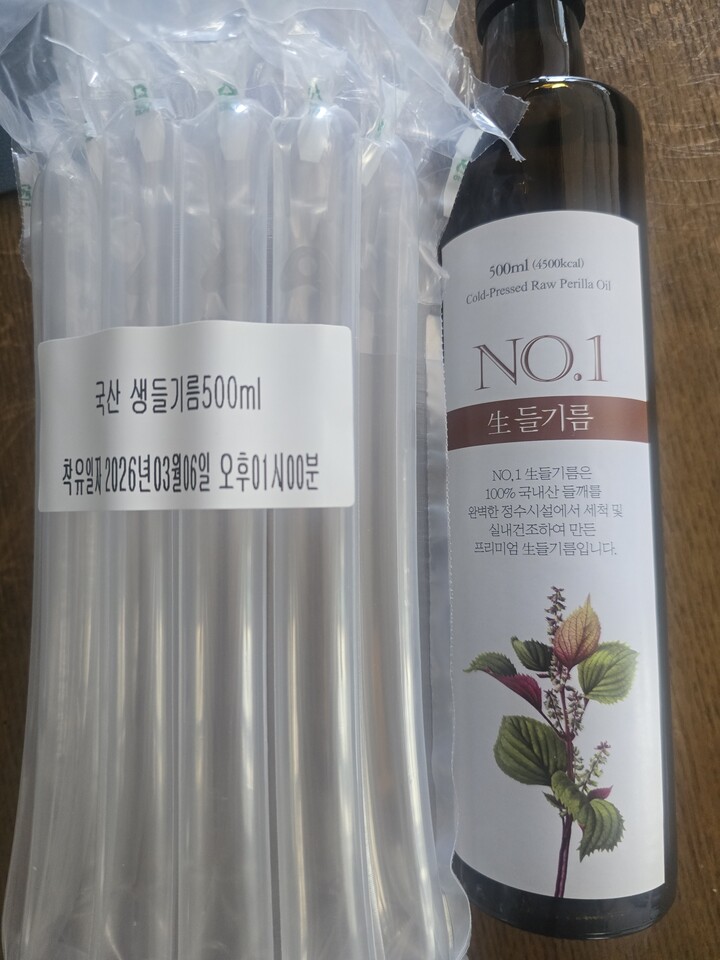 국산 생들기름500ml
착유일자 2026년03월06일 오후01시00분
500ml (4500kcal)
Cold-Pressed Raw Perilla Oil
NO.1
生들기름
NO.1 生들기름은
100% 국내산 들깨를
완벽한 정수시설에서 세척 및
실내건조하여 만든
프리미엄 生들기름입니다.